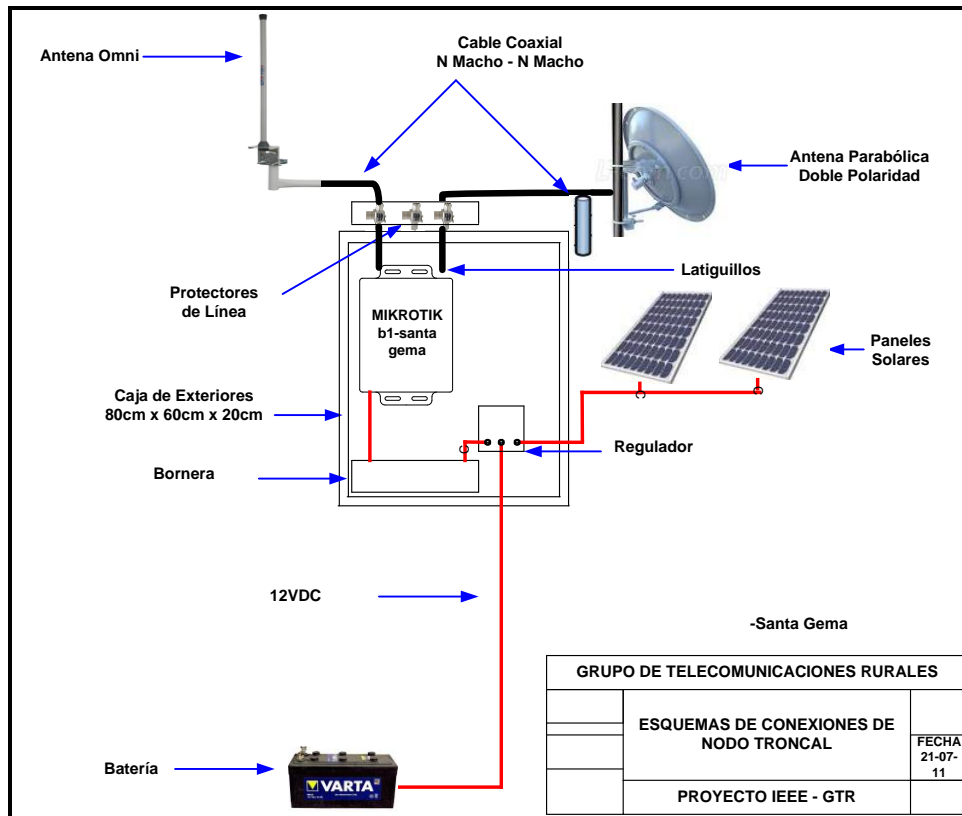 Cable Coaxial
N Macho - N Macho
Antena Omni
Antena Parabólica
Doble Polaridad
Latiguillos
Protectores
de Línea
MIKROTIK
b1-santa
gema
Paneles
Solares
Caja de Exteriores
80cm x 60cm x 20cm
Regulador
Bornera
12VDC
-Santa Gema
GRUPO DE TELECOMUNICACIONES RURALES
ESQUEMAS DE CONEXIONES DE
NODO TRONCAL
FECHA
21-07-
11
PROYECTO IEEE - GTR
Batería
VARTA